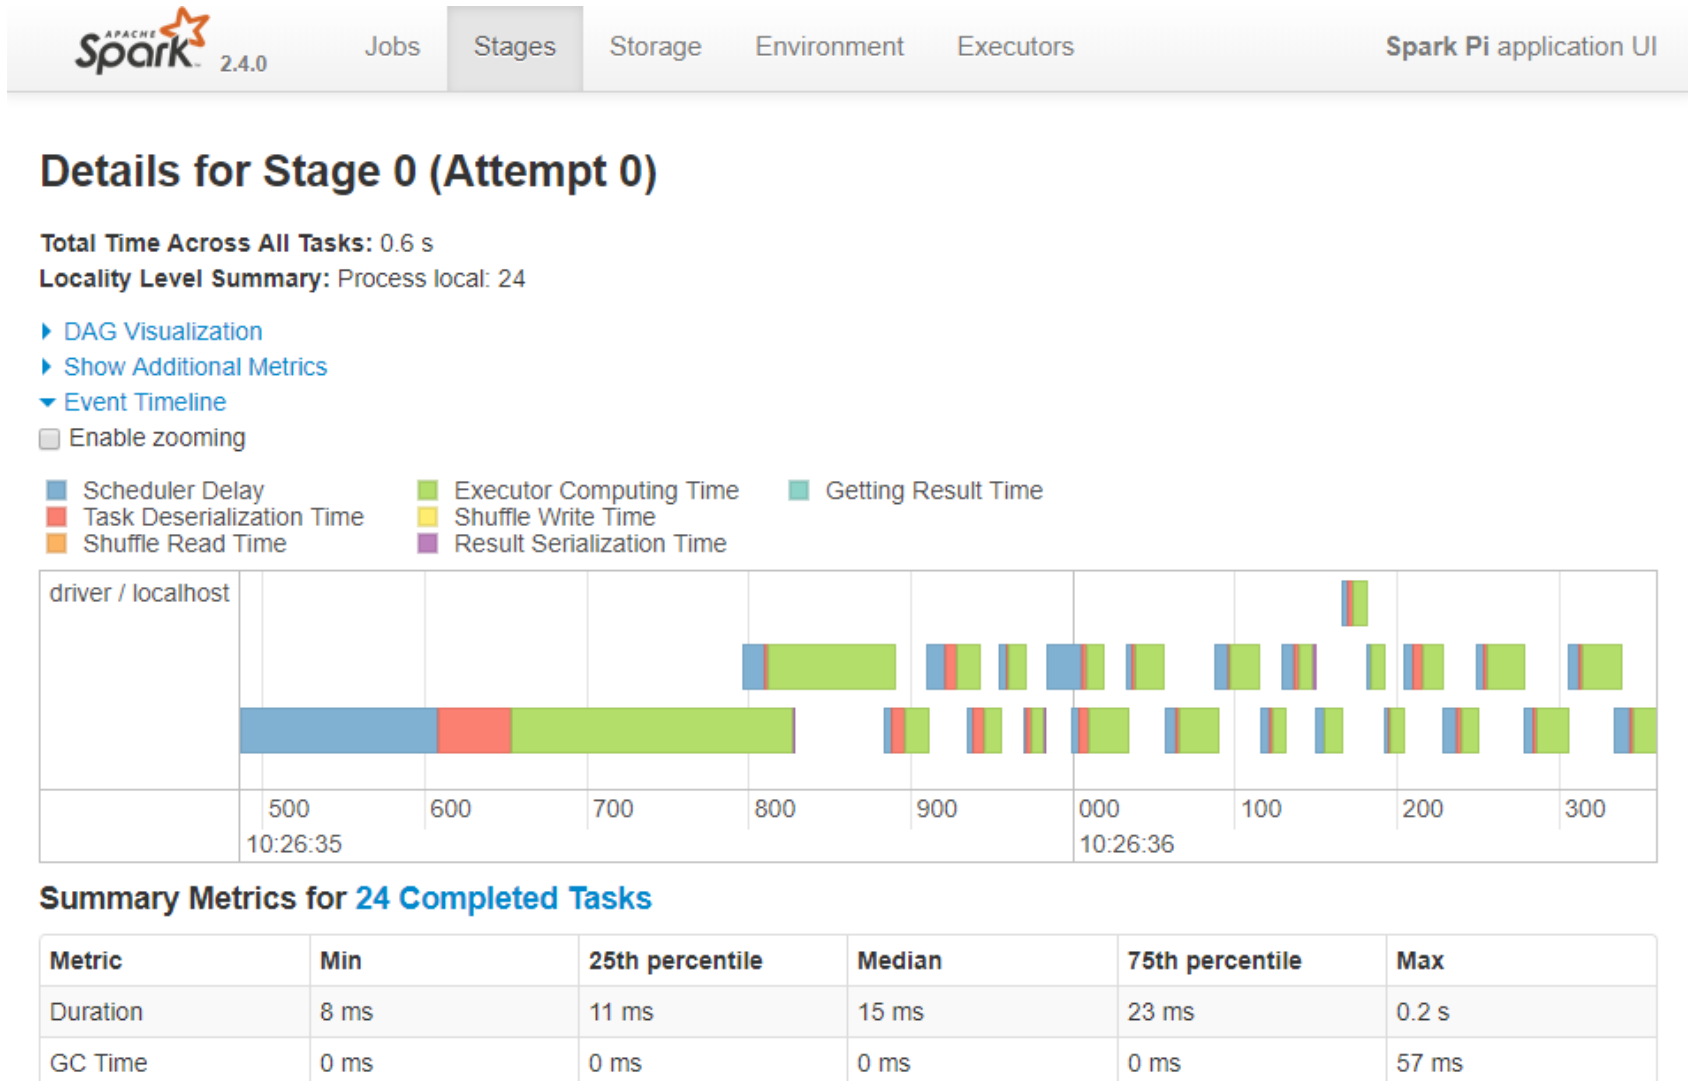 APACHE
Spark 2.4.0 Jobs Stages Storage Environment Executors Spark Pi application UI
Details for Stage 0 (Attempt 0)
Total Time Across All Tasks: 0.6 s
Locality Level Summary: Process local: 24
DAG Visualization
Show Additional Metrics
Event Timeline
Enable zooming
Scheduler Delay Executor Computing Time Getting Result Time
Task Deserialization Time Shuffle Write Time
Shuffle Read Time Result Serialization Time
driver / localhost
500 600 700 800 900 000 100 200 300
10:26:35 10:26:36
Summary Metrics for 24 Completed Tasks
Metric Min 25th percentile Median 75th percentile Max
Duration 8 ms 11 ms 15 ms 23 ms 0.2 s
GC Time 0 ms 0 ms 0 ms 0 ms 57 ms